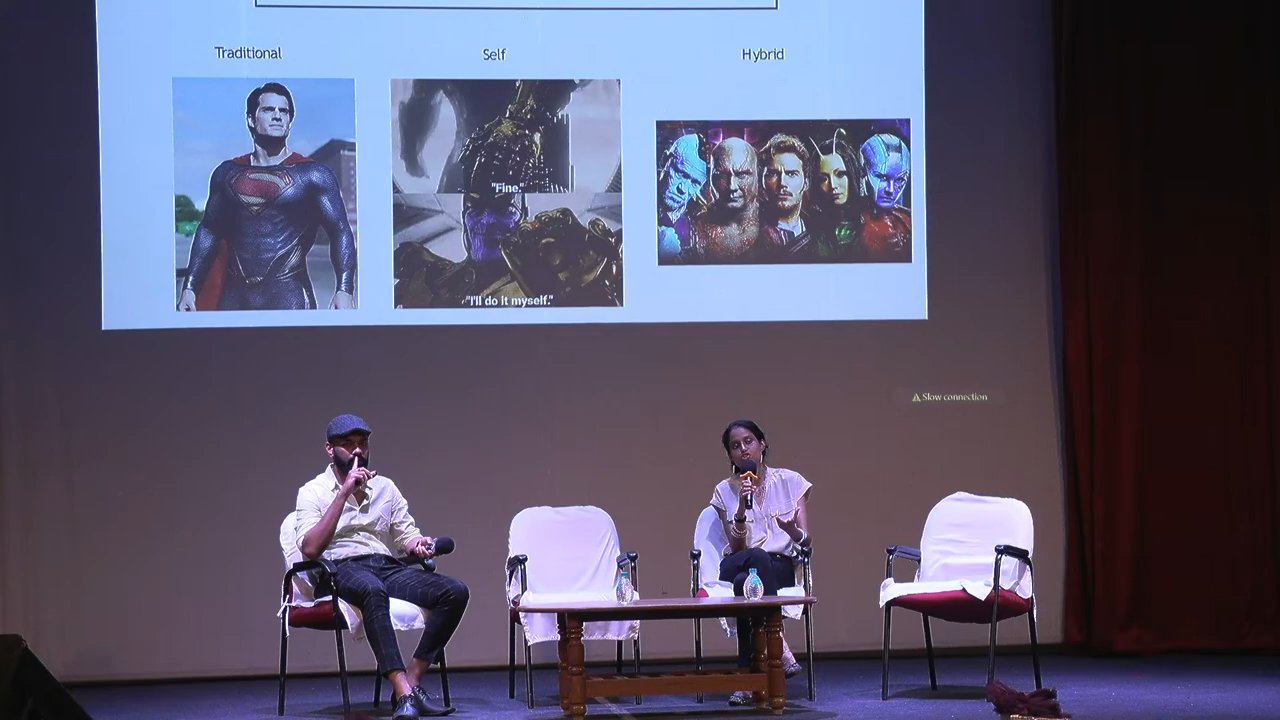 Traditional
Self
Hybrid
"Fine."
"I'll do it myself."
Slow connection